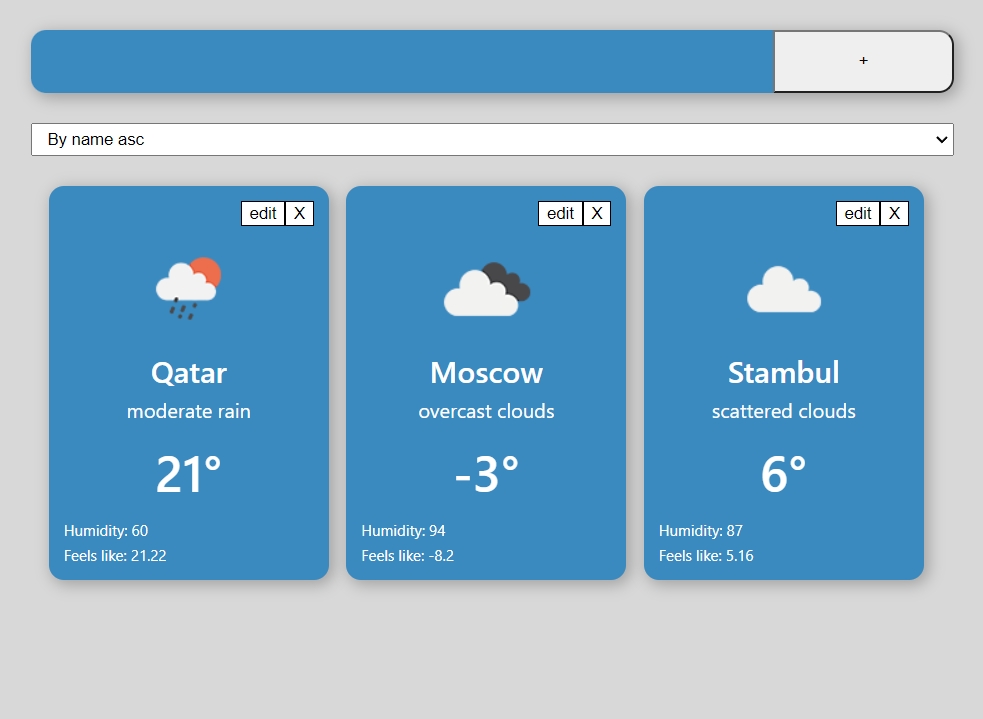 +
By name asc
edit X
Qatar
moderate rain
21°
Humidity: 60
Feels like: 21.22
edit X
Moscow
overcast clouds
-3°
Humidity: 94
Feels like: -8.2
edit X
Stambul
scattered clouds
6°
Humidity: 87
Feels like: 5.16